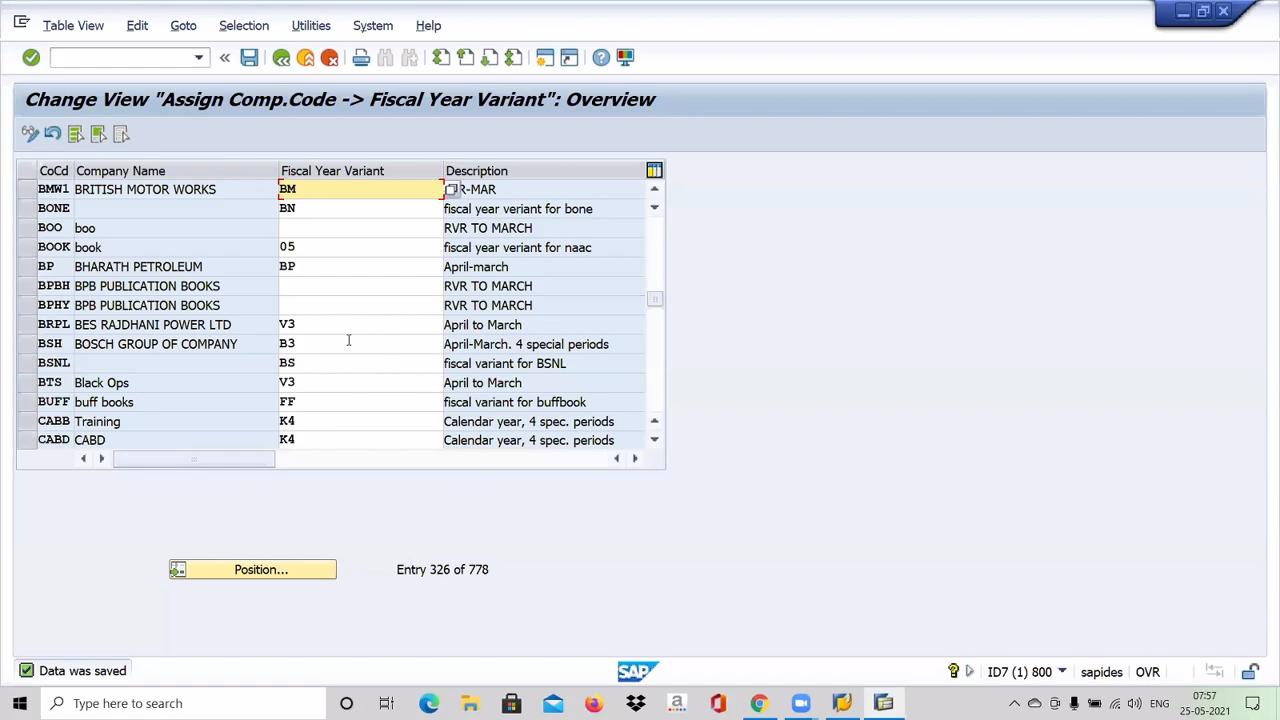 Table View Edit Goto Selection Utilities System Help
Change View "Assign Comp.Code -> Fiscal Year Variant": Overview
CoCd Company Name Fiscal Year Variant Description
BMW1 BRITISH MOTOR WORKS BM R-MAR
BONE BN fiscal year veriant for bone
BOO boo RVR TO MARCH
BOOK book 05 fiscal year veriant for naac
BP BHARATH PETROLEUM BP April-march
BPBH BPB PUBLICATION BOOKS RVR TO MARCH
BPHY BPB PUBLICATION BOOKS RVR TO MARCH
BRPL BES RAJDHANI POWER LTD V3 April to March
BSH BOSCH GROUP OF COMPANY B3 April-March. 4 special periods
BSNL BS fiscal variant for BSNL
BTS Black Ops V3 April to March
BUFF buff books FF fiscal variant for buffbook
CABB Training K4 Calendar year, 4 spec. periods
CABD CABD K4 Calendar year, 4 spec. periods
Position... Entry 326 of 778
Data was saved SAP ID7 (1) 800 sapides OVR
Type here to search ENG 07:57
25-05-2021